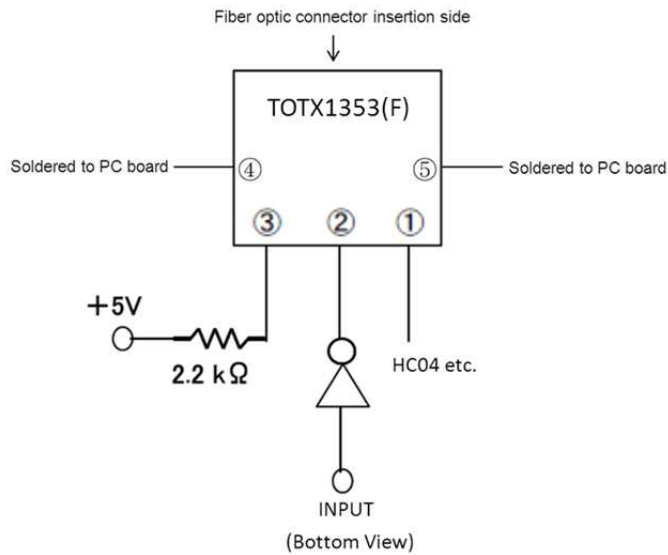 Fiber optic connector insertion side
TOTX1353(F)
Soldered to PC board
④
⑤
Soldered to PC board
③
②
①
+5V
2.2 kΩ
HC04 etc.
INPUT
(Bottom View)